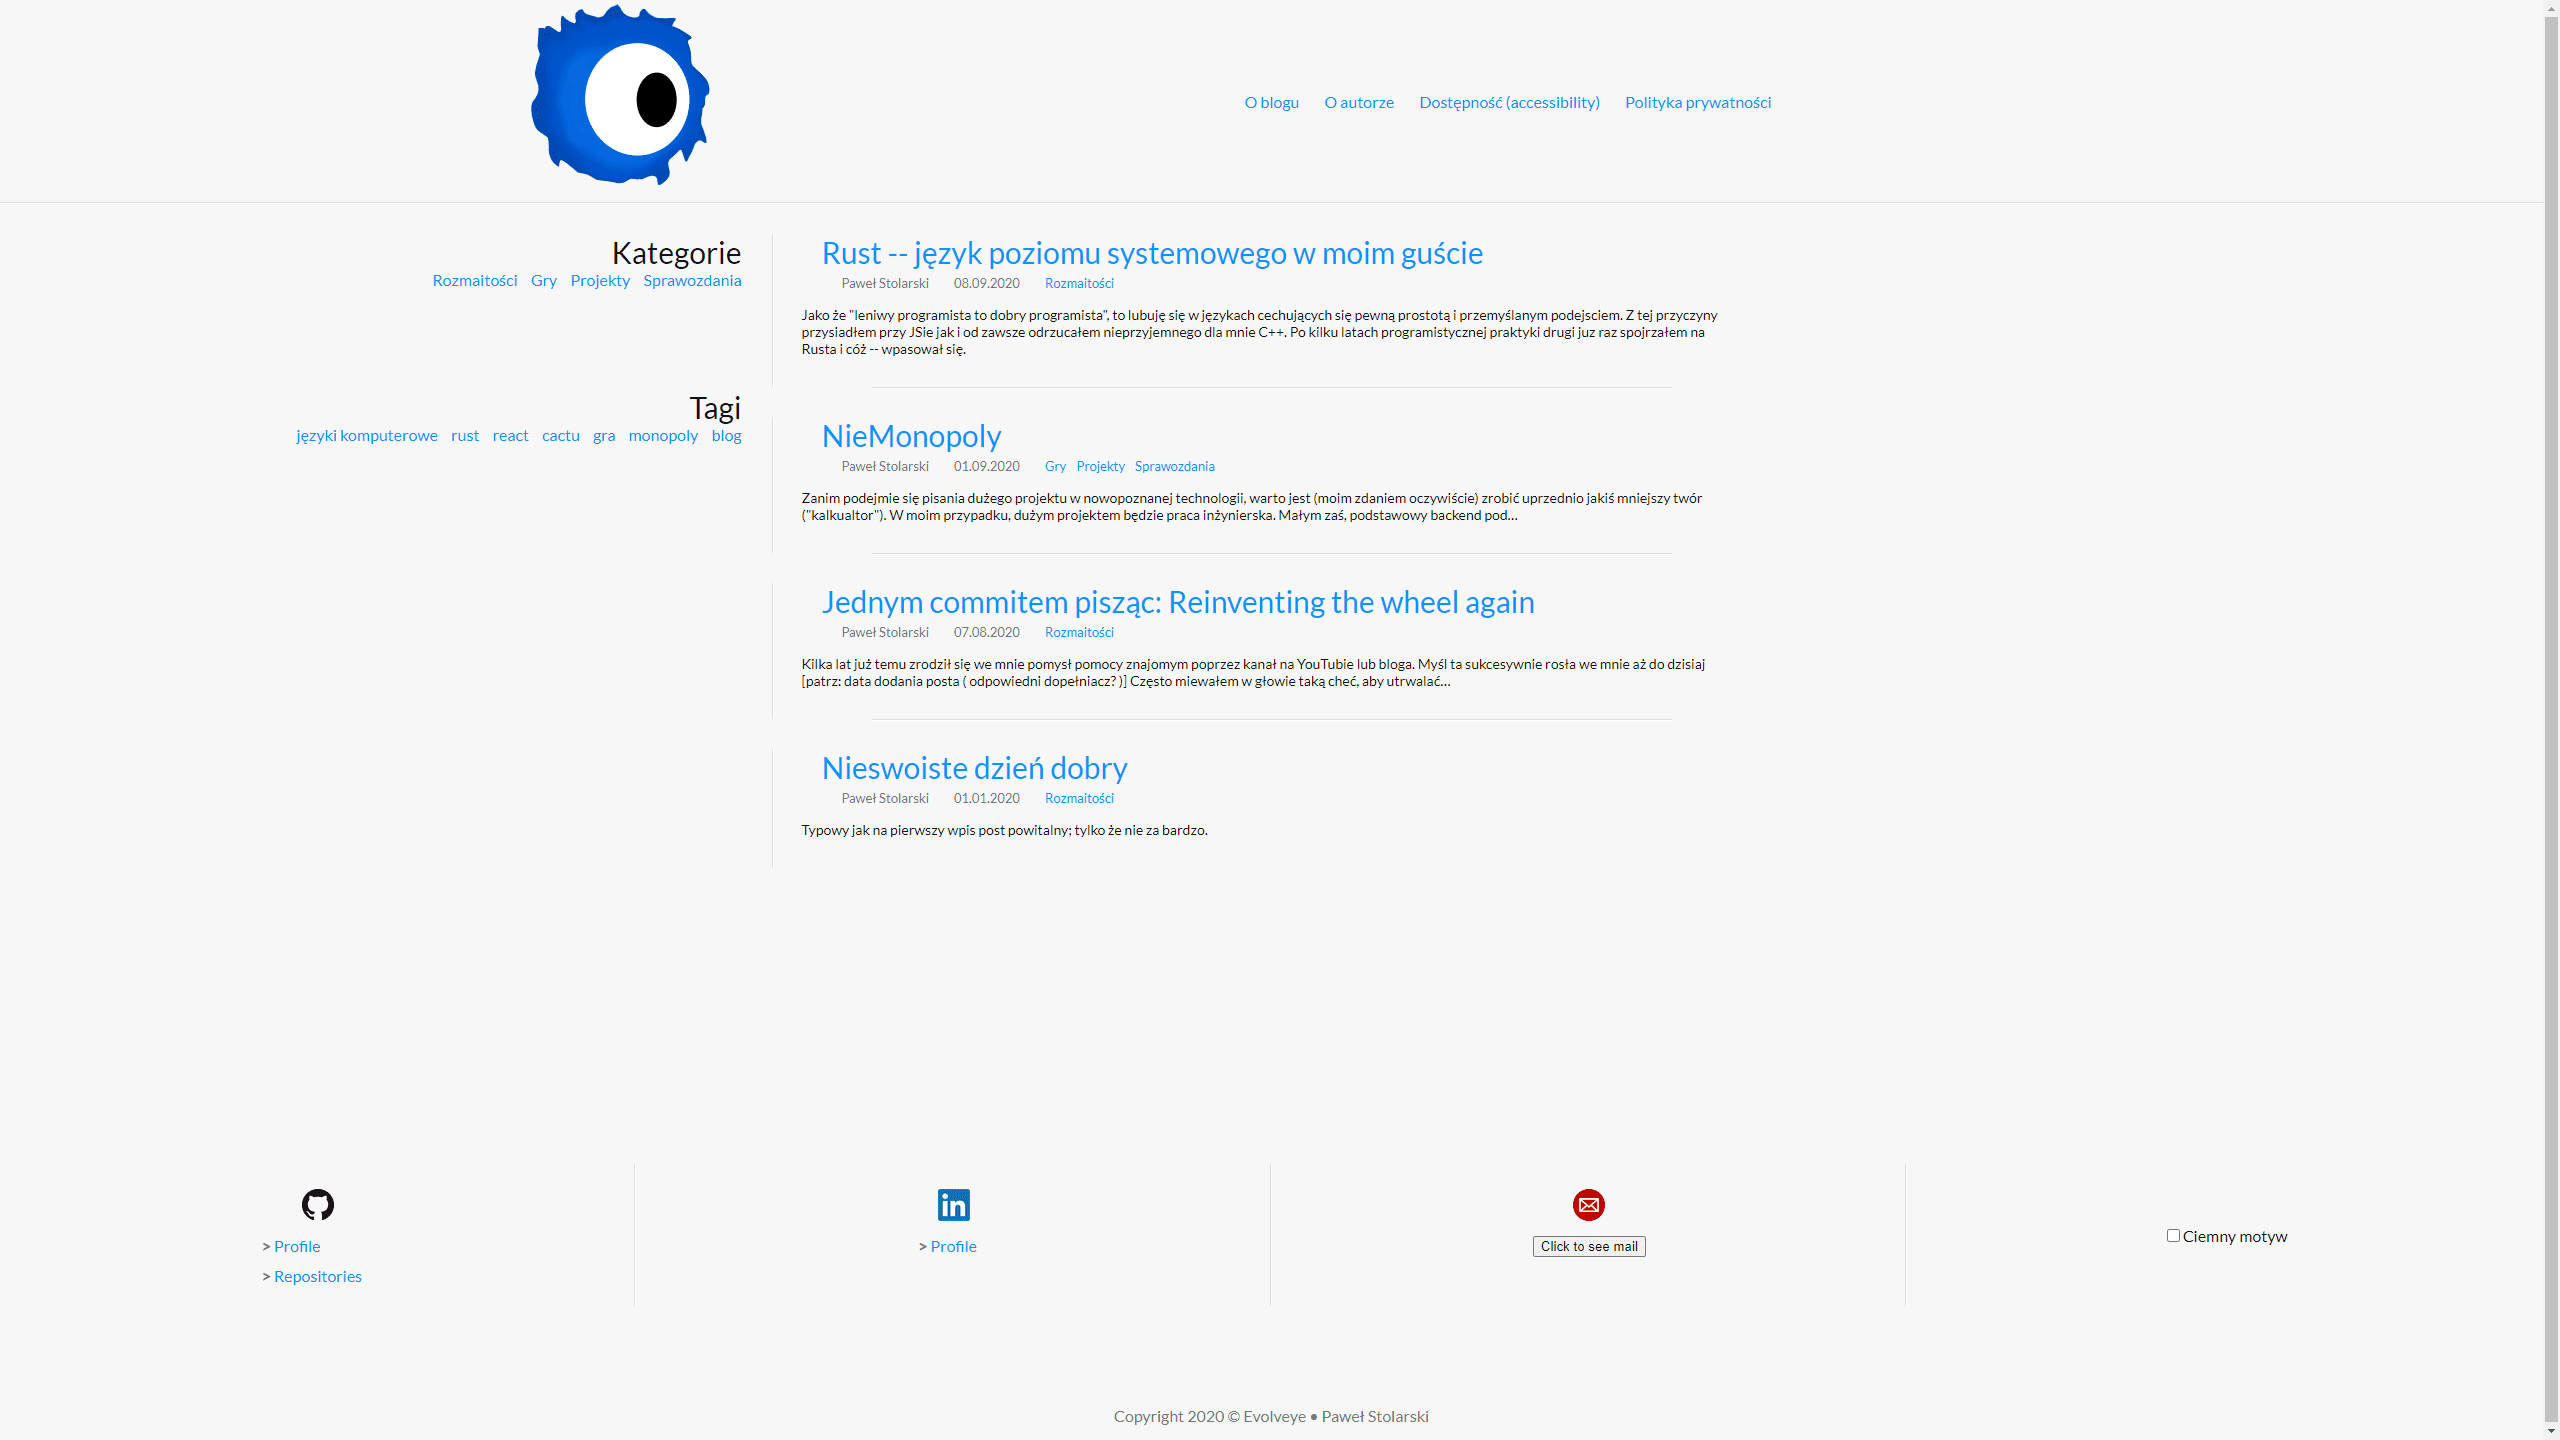 O blogu O autorze Dostępność (accessibility) Polityka prywatności
Kategorie
Rozmaitości Gry Projekty Sprawozdania
Tagi
języki komputerowe rust react cactu gra monopoly blog
Rust -- język poziomu systemowego w moim guście
Paweł Stolarski 08.09.2020 Rozmaitości
Jako że "leniwy programista to dobry programista", to lubuję się w językach cechujących się pewną prostotą i przemyślanym podejsciem. Z tej przyczyny
przysiadłem przy JSie jak i od zawsze odrzucałem nieprzyjemnego dla mnie C++. Po kilku latach programistycznej praktyki drugi juz raz spojrzałem na
Rusta i cóż -- wpasował się.
NieMonopoly
Paweł Stolarski 01.09.2020 Gry Projekty Sprawozdania
Zanim podejmie się pisania dużego projektu w nowopoznanej technologii, warto jest (moim zdaniem oczywiście) zrobić uprzednio jakiś mniejszy twór
("kalkualtor"). W moim przypadku, dużym projektem będzie praca inżynierska. Małym zaś, podstawowy backend pod...
Jednym commitem pisząc: Reinventing the wheel again
Paweł Stolarski 07.08.2020 Rozmaitości
Kilka lat już temu zrodził się we mnie pomysł pomocy znajomym poprzez kanał na YouTubie lub bloga. Myśl ta sukcesywnie rosła we mnie aż do dzisiaj
[patrz: data dodania posta ( odpowiedni dopełniacz? )] Często miewałem w głowie taką cheć, aby utrwalać...
Nieswoiste dzień dobry
Paweł Stolarski 01.01.2020 Rozmaitości
Typowy jak na pierwszy wpis post powitalny; tylko że nie za bardzo.
> Profile
> Repositories
in
> Profile
Click to see mail
Ciemny motyw
Copyright 2020 © Evolveye • Paweł Stolarski